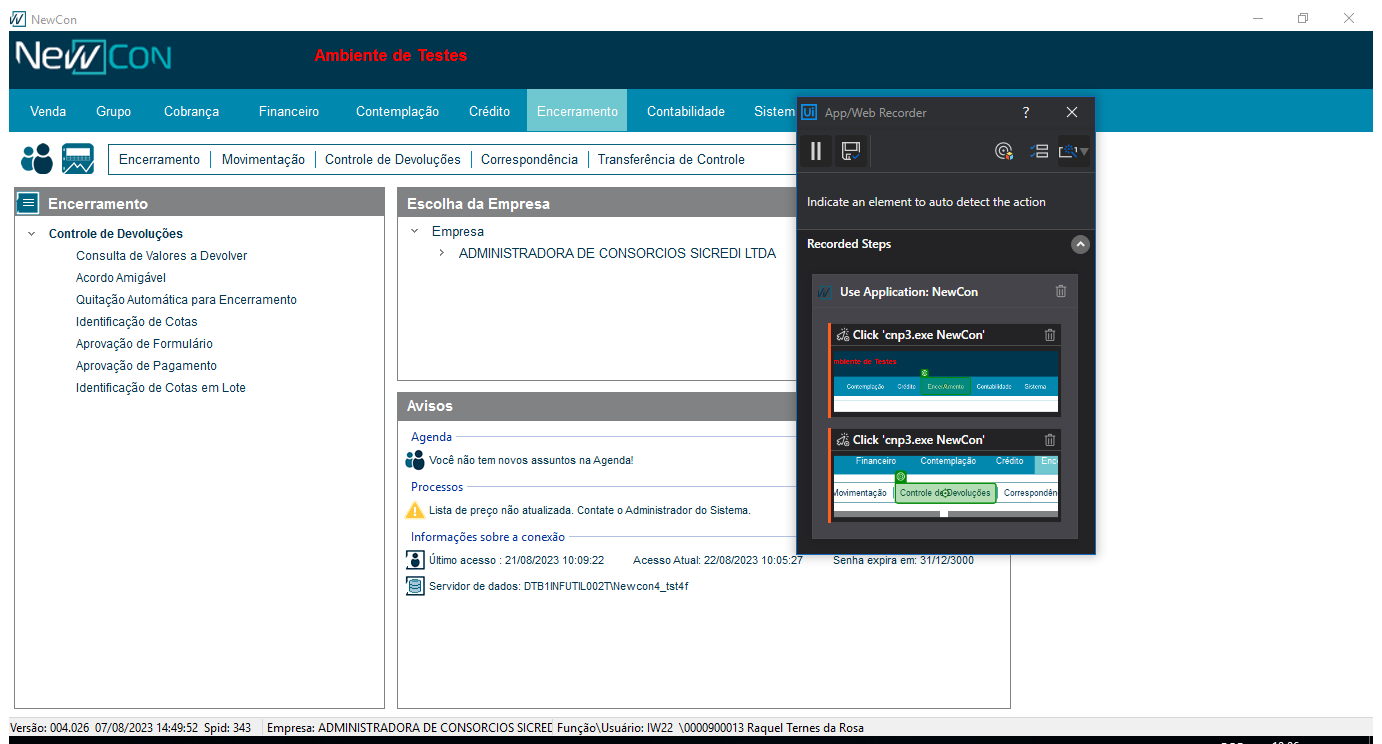 NewCon
NewCon
Ambiente de Testes
Venda Grupo Cobrança Financeiro Contemplação Crédito Encerramento Contabilidade Sistem
Encerramento Movimentação Controle de Devoluções Correspondência Transferência de Controle
Encerramento
Controle de Devoluções
Consulta de Valores a Devolver
Acordo Amigável
Quitação Automática para Encerramento
Identificação de Cotas
Aprovação de Formulário
Aprovação de Pagamento
Identificação de Cotas em Lote
Escolha da Empresa
Empresa
ADMINISTRADORA DE CONSORCIOS SICREDI LTDA
Avisos
Agenda
Você não tem novos assuntos na Agenda!
Processos
Lista de preço não atualizada. Contate o Administrador do Sistema.
Informações sobre a conexão
Último acesso : 21/08/2023 10:09:22 Acesso Atual: 22/08/2023 10:05:27 Senha expira em: 31/12/3000
Servidor de dados: DTB1INFUTIL002T\Newcon4_tst4f
Ui App/Web Recorder ?
Indicate an element to auto detect the action
Recorded Steps
Use Application: NewCon
Click 'cnp3.exe NewCon'
mbiente de Testes
Contemplação Crédito Encerramento Contabilidade Sistema
Click 'cnp3.exe NewCon'
Financeiro Contemplação Crédito Ence
Movimentação Controle de Devoluções Correspondên
Versão: 004.026 07/08/2023 14:49:52 Spid: 343 Empresa: ADMINISTRADORA DE CONSORCIOS SICREC Função\Usuário: IW22 \0000900013 Raquel Ternes da Rosa